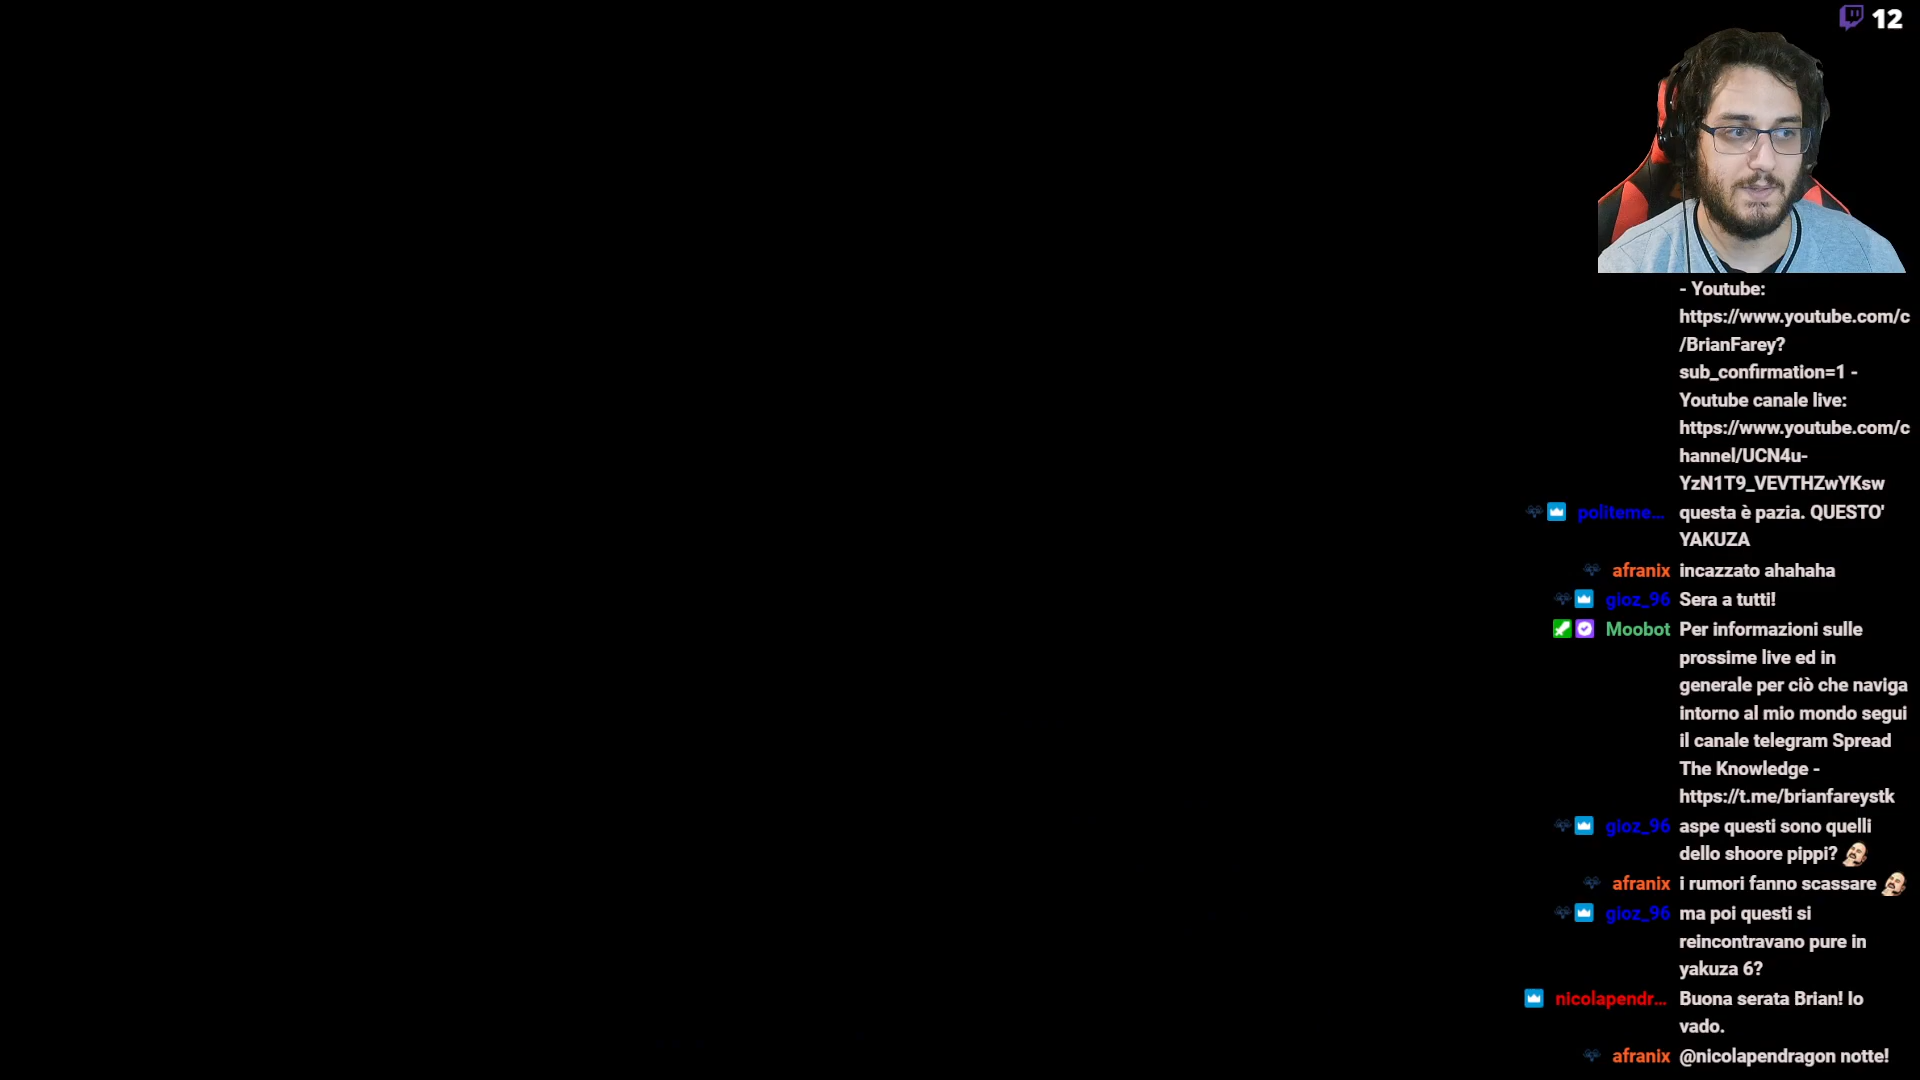 12
- Youtube:
https://www.youtube.com/c
/BrianFarey?
sub_confirmation=1 -
Youtube canale live:
https://www.youtube.com/c
hannel/UCN4u-
YzN1T9_VEVTHZwYKsw
politeme... questa è pazia. QUESTO'
YAKUZA
afranix incazzato ahahaha
gioz_96 Sera a tutti!
Moobot Per informazioni sulle
prossime live ed in
generale per ciò che naviga
intorno al mio mondo segui
il canale telegram Spread
The Knowledge -
https://t.me/brianfareystk
gioz_96 aspe questi sono quelli
dello shoore pippi?
afranix i rumori fanno scassare
gioz_96 ma poi questi si
reincontravano pure in
yakuza 6?
nicolapendr... Buona serata Brian! Io
vado.
afranix @nicolapendragon notte!